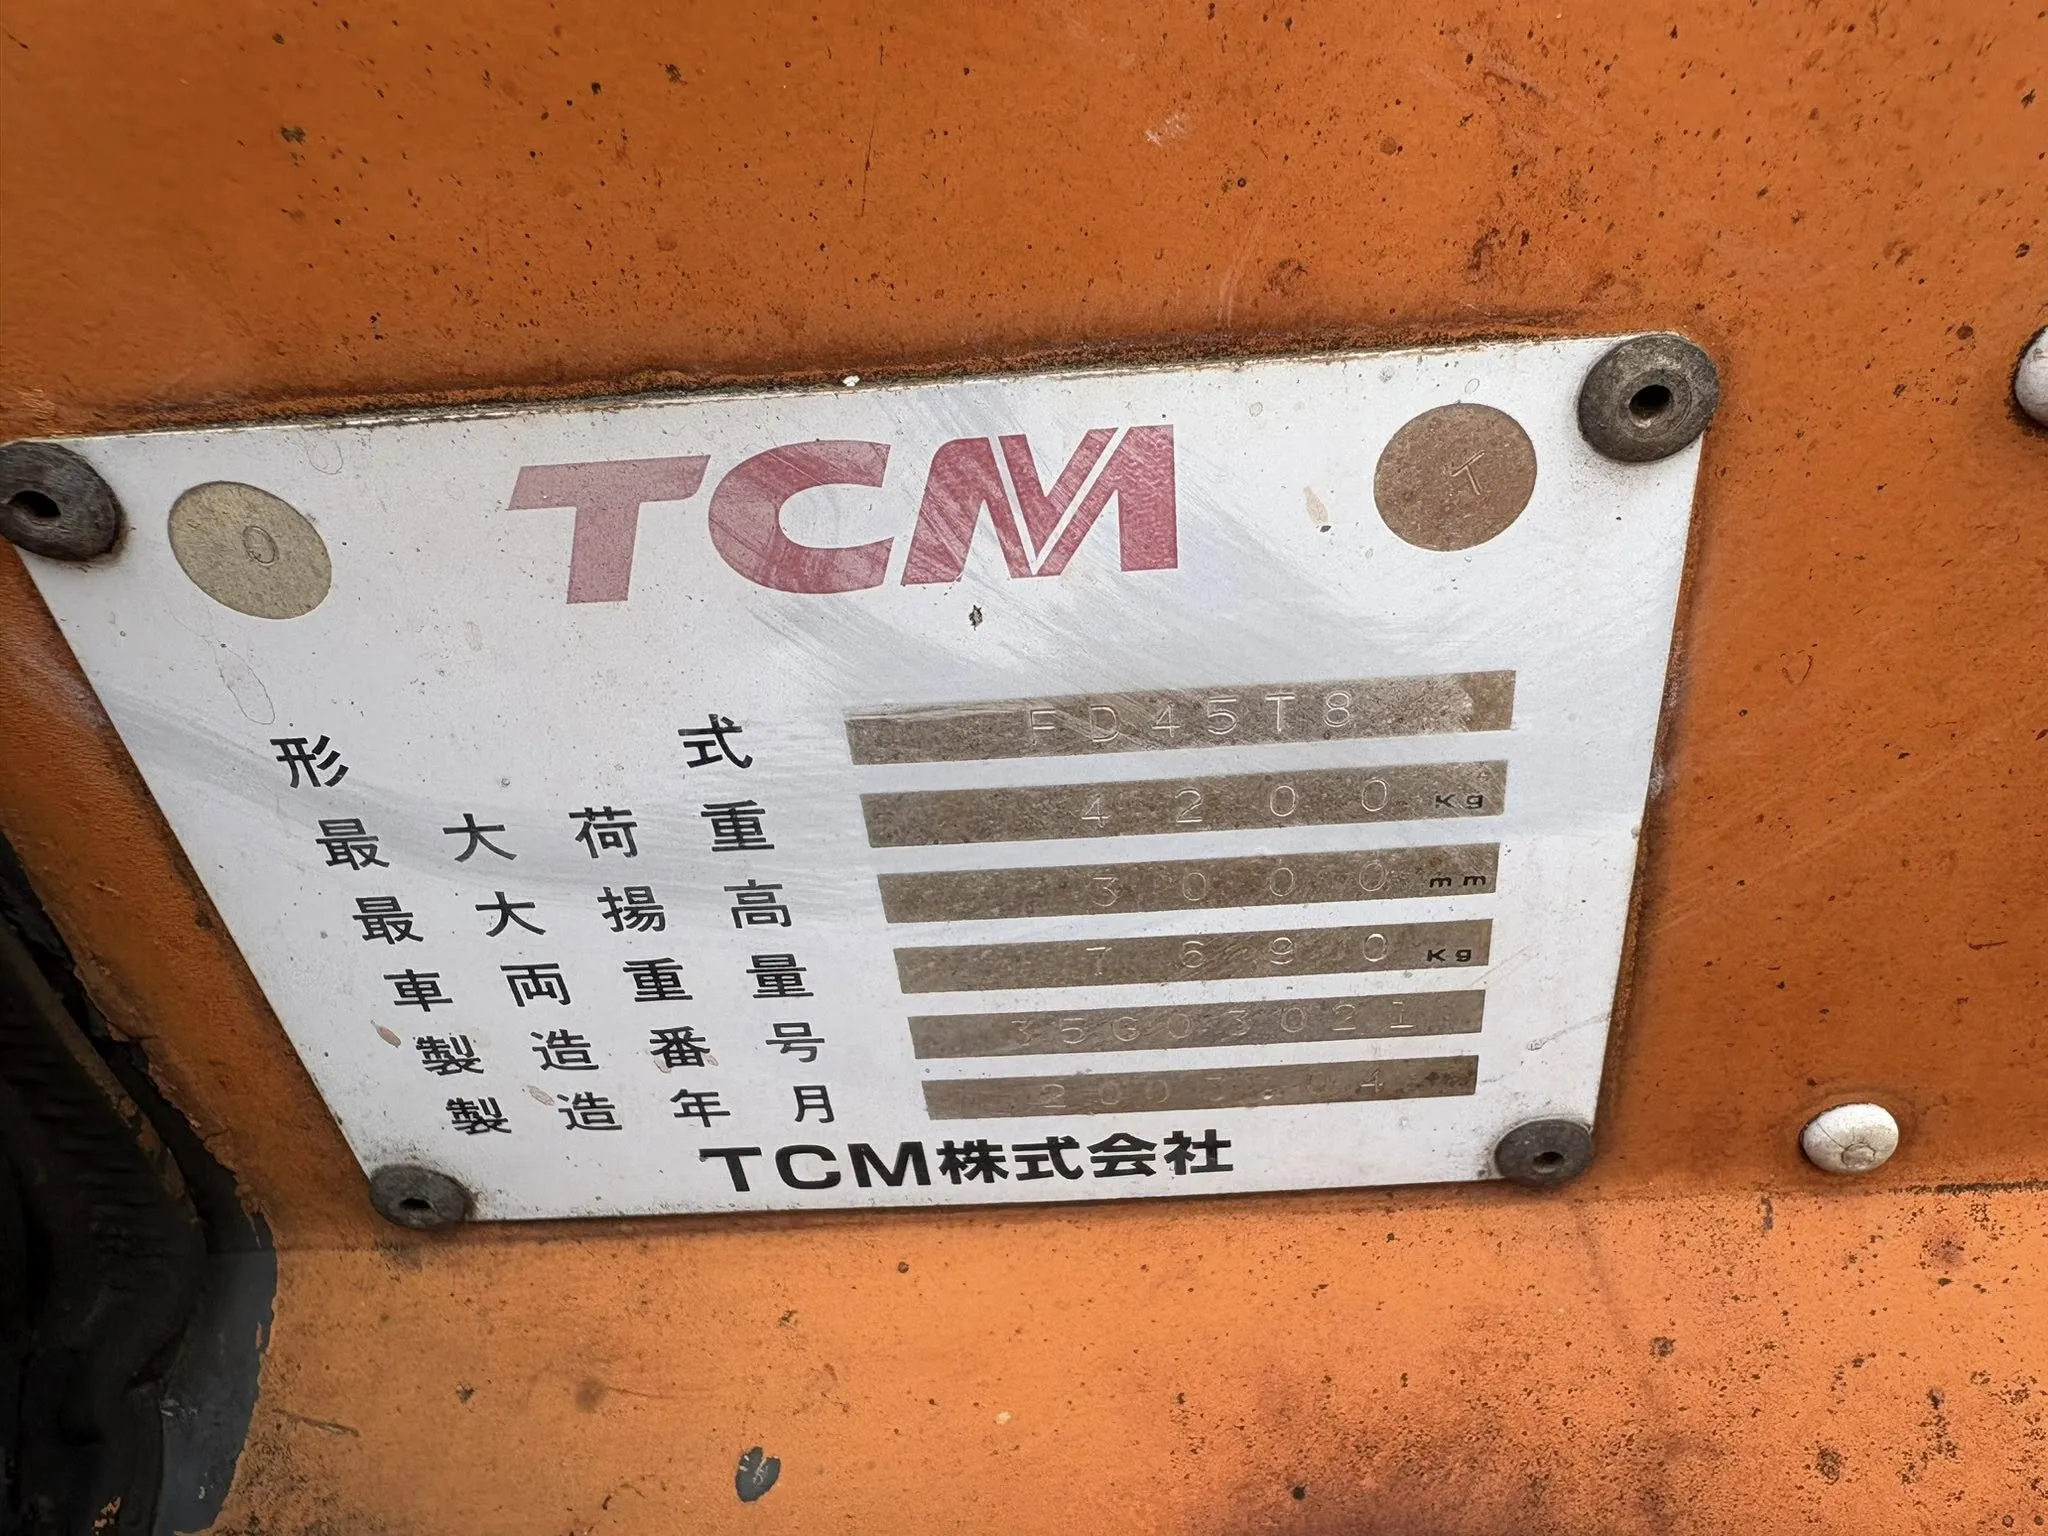 O TCM T
形式 FD45T8
最大荷重 4200 Kg
最大揚高 3000 mm
車両重量 7690 Kg
製造番号 35G03021
製造年月 2003.04
TCM株式会社